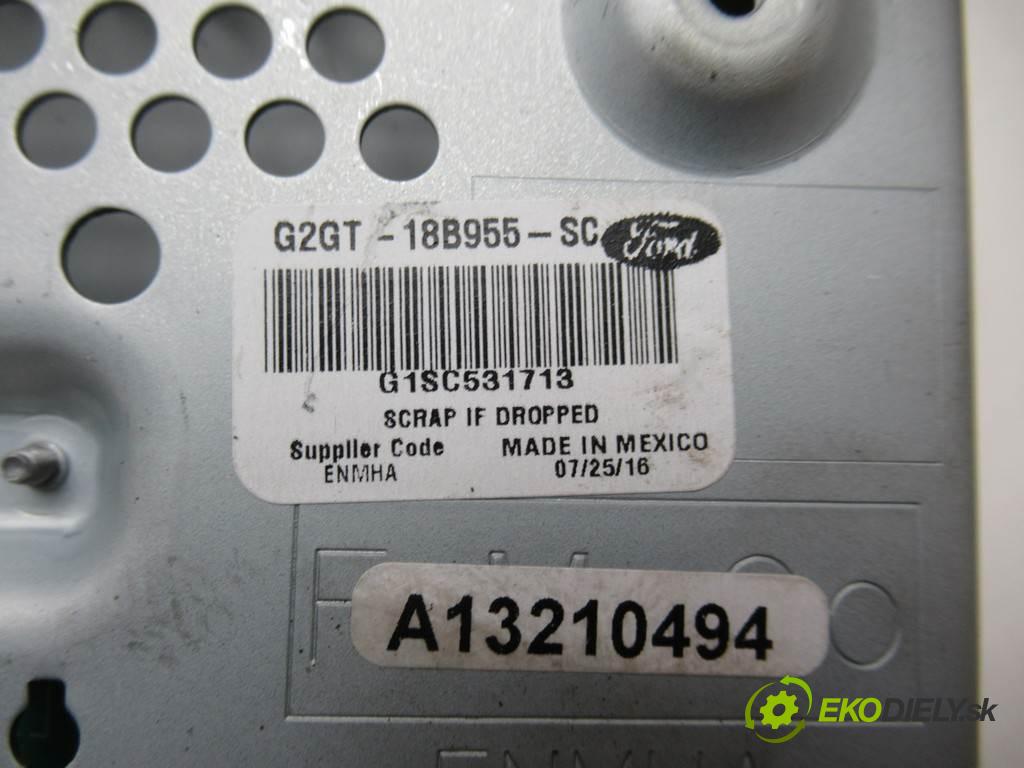 G2GT -18B955-SC
Ford
G1SC531713
SCRAP IF DROPPED
Supplier Code
MADE IN MEXICO
ENMHA
07/25/16
A13210494
EKODIELY.sk
ENMHA